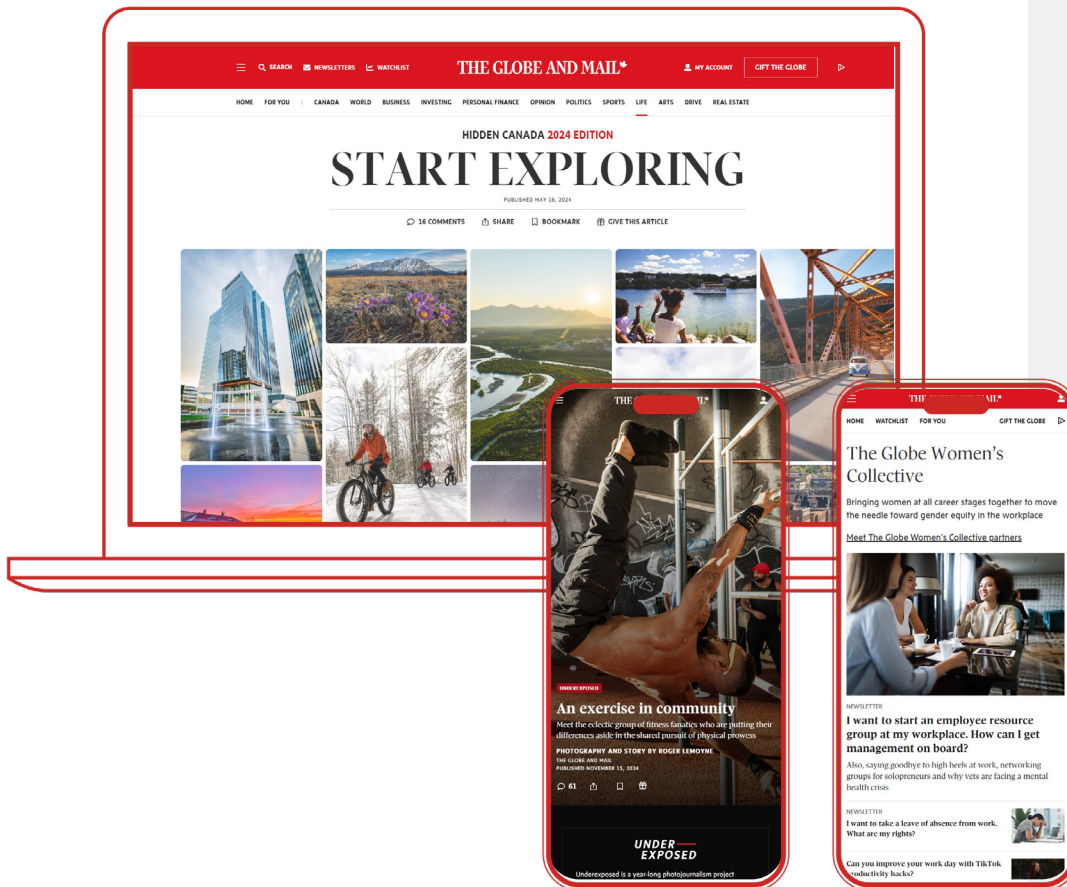 SEARCH NEWSLETTERS WATCHLIST THE GLOBE AND MAIL MY ACCOUNT GIFT THE GLOBE
HOME FOR YOU | CANADA WORLD BUSINESS INVESTING PERSONAL FINANCE OPINION POLITICS SPORTS LIFE ARTS DRIVE REAL ESTATE
HIDDEN CANADA 2024 EDITION
START EXPLORING
PUBLISHED MAY 16, 2024
16 COMMENTS SHARE BOOKMARK GIVE THIS ARTICLE
THE
UNDEREXPOSED
An exercise in community
Meet the eclectic group of fitness fanatics who are putting their
differences aside in the shared pursuit of physical prowess
PHOTOGRAPHY AND STORY BY ROGER LEMOYNE
THE GLOBE AND MAIL
PUBLISHED NOVEMBER 15, 2024
61
UNDER
EXPOSED
Underexposed is a year-long photojournalism project
HOME WATCHLIST FOR YOU GIFT THE GLOBE
The Globe Women's
Collective
Bringing women at all career stages together to move
the needle toward gender equity in the workplace
Meet The Globe Women's Collective partners
NEWSLETTER
I want to start an employee resource
group at my workplace. How can I get
management on board?
Also, saying goodbye to high heels at work, networking
groups for solopreneurs and why vets are facing a mental
health crisis
NEWSLETTER
I want to take a leave of absence from work.
What are my rights?
Can you improve your work day with TikTok
productivity hacks?